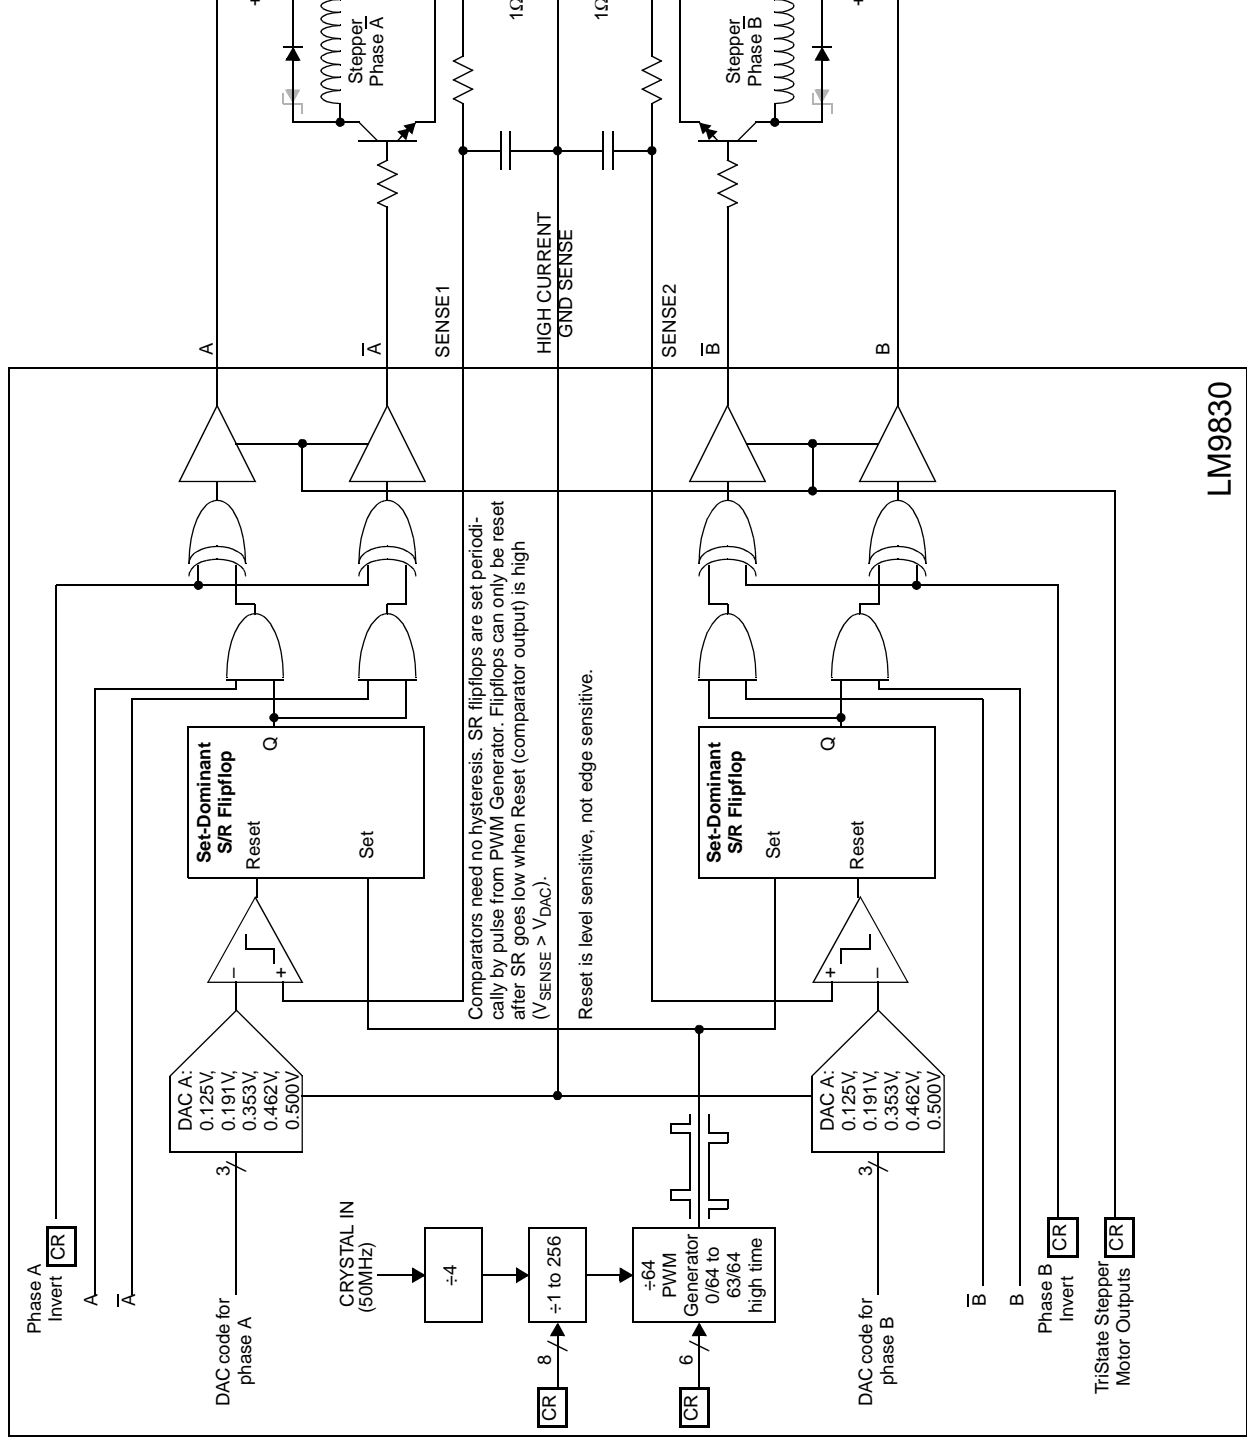 Phase A
Invert
CR
A
A
DAC code for
phase A
3
DAC A:
0.125V,
0.191V,
0.353V,
0.462V,
0.500V
–
+
Set-Dominant
S/R Flipflop
Reset
Set
Q
A
A
SENSE1
HIGH CURRENT
GND SENSE
SENSE2
B
B
Stepper
Phase A
+
1Ω
1Ω
Stepper
Phase B
+
CRYSTAL IN
(50MHz)
÷4
÷1 to 256
8
CR
÷64
PWM
Generator
0/64 to
63/64
high time
6
CR
Comparators need no hysteresis. SR flipflops are set periodi-
cally by pulse from PWM Generator. Flipflops can only be reset
after SR goes low when Reset (comparator output) is high
(VSENSE > VDAC).
Reset is level sensitive, not edge sensitive.
DAC code for
phase B
3
DAC A:
0.125V,
0.191V,
0.353V,
0.462V,
0.500V
+
–
Set-Dominant
S/R Flipflop
Set
Reset
Q
B
B
Phase B
Invert
CR
TriState Stepper
Motor Outputs
CR
LM9830